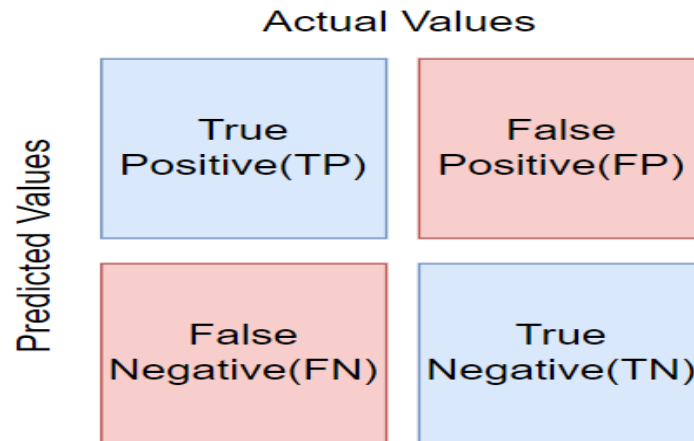 Actual Values
Predicted Values
True
Positive(TP)
False
Positive(FP)
False
Negative(FN)
True
Negative(TN)